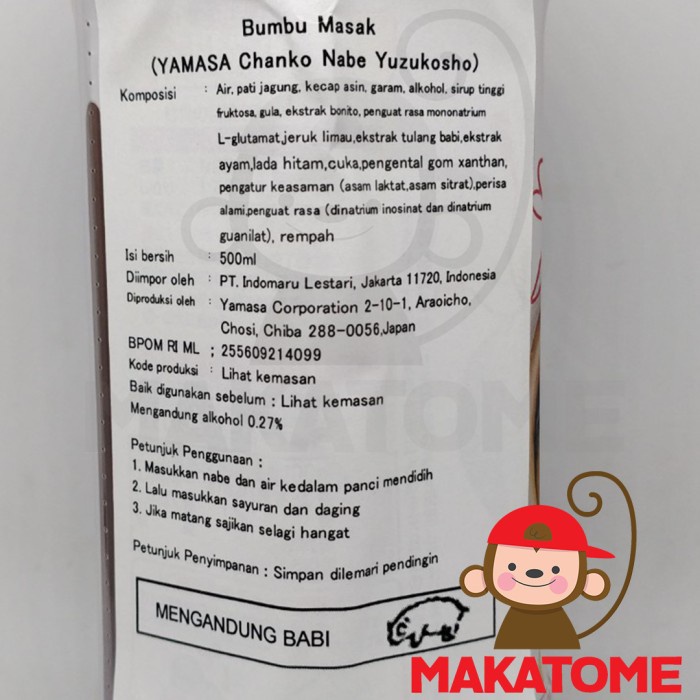 Bumbu Masak
(YAMASA Chanko Nabe Yuzukosho)
Komposisi : Air, pati jagung, kecap asin, garam, alkohol, sirup tinggi
fruktosa, gula, ekstrak bonito, penguat rasa mononatrium
L-glutamat,jeruk limau,ekstrak tulang babi,ekstrak
ayam,lada hitam,cuka,pengental gom xanthan,
pengatur keasaman (asam laktat,asam sitrat),perisa
alami,penguat rasa (dinatrium inosinat dan dinatrium
guanilat), rempah
Isi bersih : 500ml
Diimpor oleh : PT. Indomaru Lestari, Jakarta 11720, Indonesia
Diproduksi oleh : Yamasa Corporation 2-10-1, Araoicho,
Chosi, Chiba 288-0056,Japan
BPOM RI ML ; 255609214099
Kode produksi : Lihat kemasan
Baik digunakan sebelum : Lihat kemasan
Mengandung alkohol 0.27%
Petunjuk Penggunaan :
1. Masukkan nabe dan air kedalam panci mendidih
2. Lalu masukkan sayuran dan daging
3. Jika matang sajikan selagi hangat
Petunjuk Penyimpanan : Simpan dilemari pendingin
MENGANDUNG BABI
MAKATOME
MAKATOME